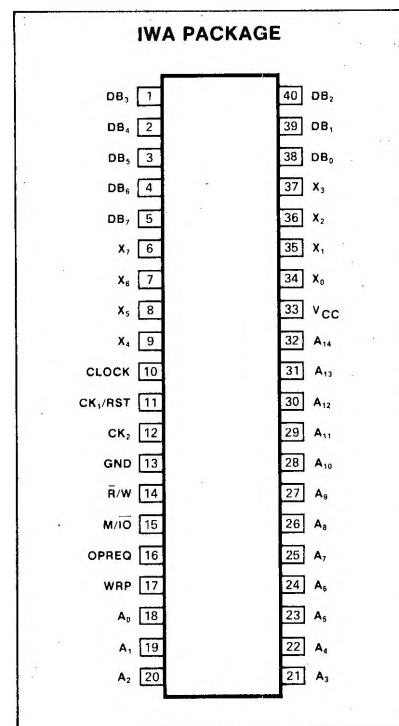 IWA PACKAGE
DB₃ 1 40 DB₂
DB₄ 2 39 DB₁
DB₅ 3 38 DB₀
DB₆ 4 37 X₃
DB₇ 5 36 X₂
X₇ 6 35 X₁
X₆ 7 34 X₀
X₅ 8 33 VCC
X₄ 9 32 A₁₄
CLOCK 10 31 A₁₃
CK₁/RST 11 30 A₁₂
CK₂ 12 29 A₁₁
GND 13 28 A₁₀
R̅/W 14 27 A₉
M/I̅O̅ 15 26 A₈
OPREQ 16 25 A₇
WRP 17 24 A₆
A₀ 18 23 A₅
A₁ 19 22 A₄
A₂ 20 21 A₃